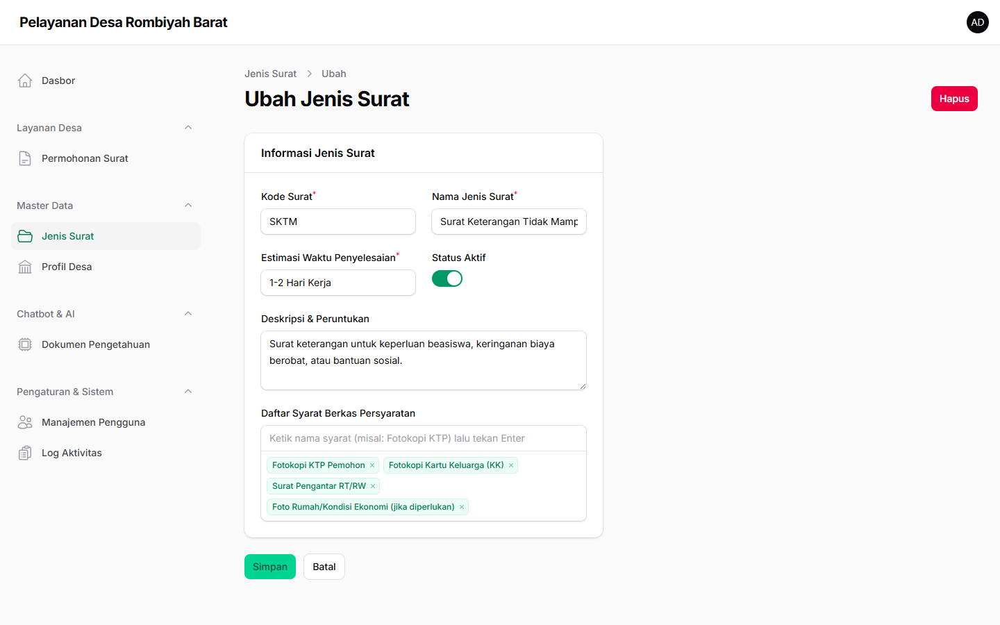 Pelayanan Desa Rombiyah Barat
AD
Dasbor
Layanan Desa
Permohonan Surat
Master Data
Jenis Surat
Profil Desa
Chatbot & AI
Dokumen Pengetahuan
Pengaturan & Sistem
Manajemen Pengguna
Log Aktivitas
Jenis Surat > Ubah
Ubah Jenis Surat
Hapus
Informasi Jenis Surat
Kode Surat* Nama Jenis Surat*
SKTM Surat Keterangan Tidak Mamp
Estimasi Waktu Penyelesaian* Status Aktif
1-2 Hari Kerja
Deskripsi & Peruntukan
Surat keterangan untuk keperluan beasiswa, keringanan biaya
berobat, atau bantuan sosial.
Daftar Syarat Berkas Persyaratan
Ketik nama syarat (misal: Fotokopi KTP) lalu tekan Enter
Fotokopi KTP Pemohon × Fotokopi Kartu Keluarga (KK) ×
Surat Pengantar RT/RW ×
Foto Rumah/Kondisi Ekonomi (jika diperlukan) ×
Simpan Batal